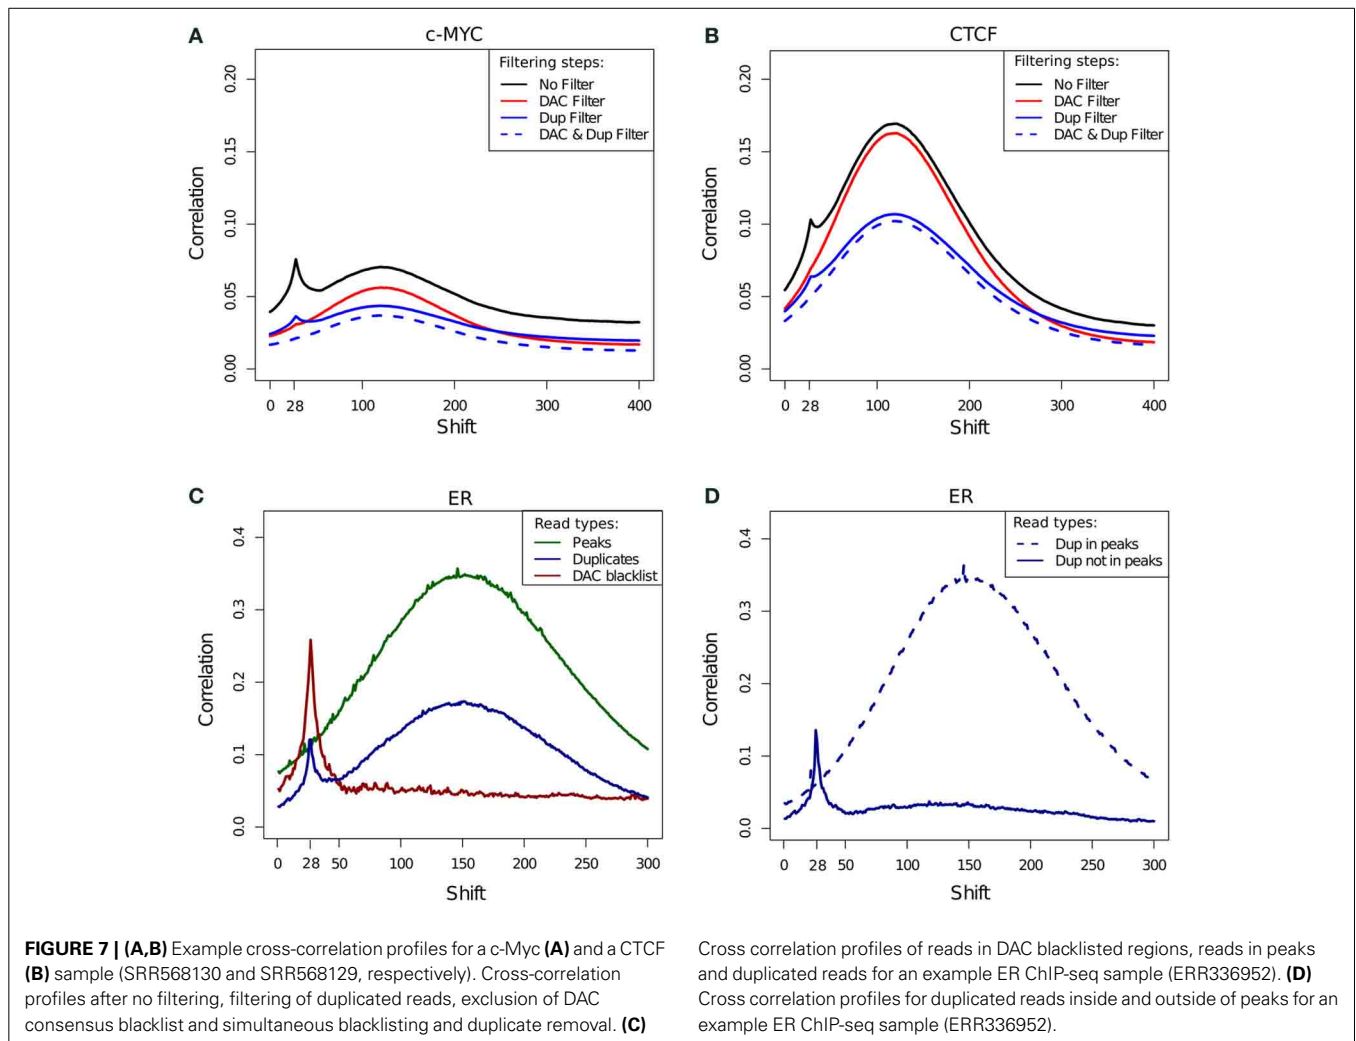 A
c-MYC
Filtering steps:
No Filter
DAC Filter
Dup Filter
DAC & Dup Filter
Correlation
0.20
0.15
0.10
0.05
0.00
0 28 100 200 300 400
Shift
B
CTCF
Filtering steps:
No Filter
DAC Filter
Dup Filter
DAC & Dup Filter
Correlation
0.20
0.15
0.10
0.05
0.00
0 28 100 200 300 400
Shift
C
ER
Read types:
Peaks
Duplicates
DAC blacklist
Correlation
0.4
0.3
0.2
0.1
0.0
0 28 50 100 150 200 250 300
Shift
D
ER
Read types:
Dup in peaks
Dup not in peaks
Correlation
0.4
0.3
0.2
0.1
0.0
0 28 50 100 150 200 250 300
Shift
FIGURE 7 | (A,B) Example cross-correlation profiles for a c-Myc (A) and a CTCF
(B) sample (SRR568130 and SRR568129, respectively). Cross-correlation
profiles after no filtering, filtering of duplicated reads, exclusion of DAC
consensus blacklist and simultaneous blacklisting and duplicate removal. (C)
Cross correlation profiles of reads in DAC blacklisted regions, reads in peaks
and duplicated reads for an example ER ChIP-seq sample (ERR336952). (D)
Cross correlation profiles for duplicated reads inside and outside of peaks for an
example ER ChIP-seq sample (ERR336952).